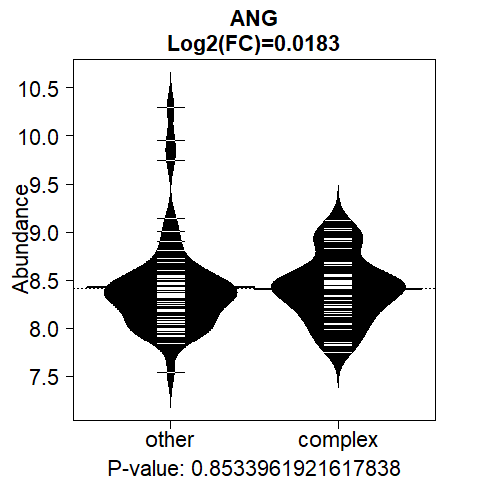 ANG
Log2(FC)=0.0183
Abundance
10.5
10.0
9.5
9.0
8.5
8.0
7.5
other complex
P-value: 0.8533961921617838